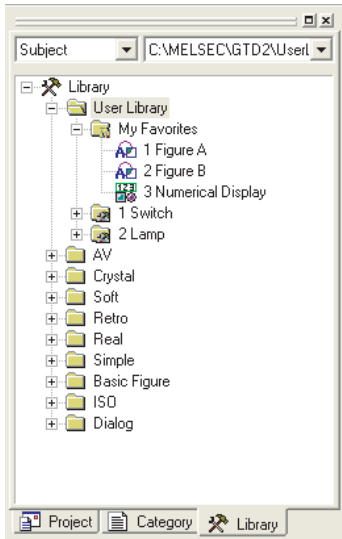 Subject C:\MELSEC\GTD2\Userl
Library
User Library
My Favorites
1 Figure A
2 Figure B
3 Numerical Display
1 Switch
2 Lamp
AV
Crystal
Soft
Retro
Real
Simple
Basic Figure
ISO
Dialog
Project Category Library